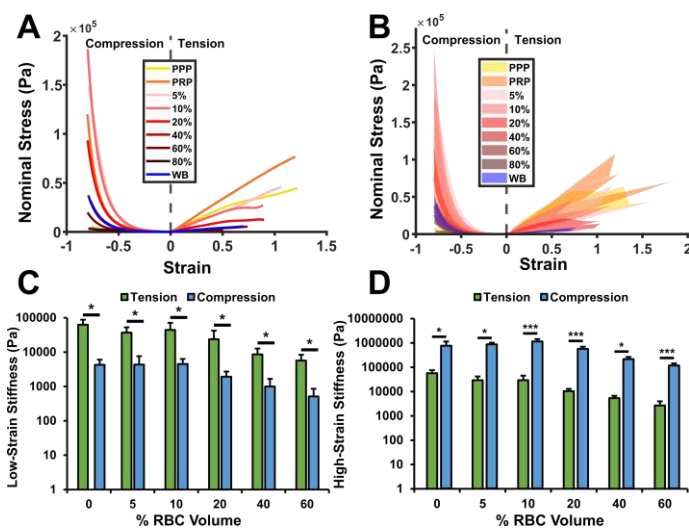 A
×10⁵
Compression Tension
Nominal Stress (Pa)
2
1.5
1
0.5
0
PPP
PRP
5%
10%
20%
40%
60%
80%
WB
-1 -0.5 0 0.5 1 1.5
Strain
B
×10⁵
Compression Tension
Nominal Stress (Pa)
2.5
2
1.5
1
0.5
0
PPP
PRP
5%
10%
20%
40%
60%
80%
WB
-1 -0.5 0 0.5 1 1.5 2
Strain
C
Tension Compression
Low-Strain Stiffness (Pa)
100000
10000
1000
100
10
1
* * * * * *
0 5 10 20 40 60
% RBC Volume
D
Tension Compression
High-Strain Stiffness (Pa)
10000000
1000000
100000
10000
1000
100
10
1
* * *** *** * ***
0 5 10 20 40 60
% RBC Volume